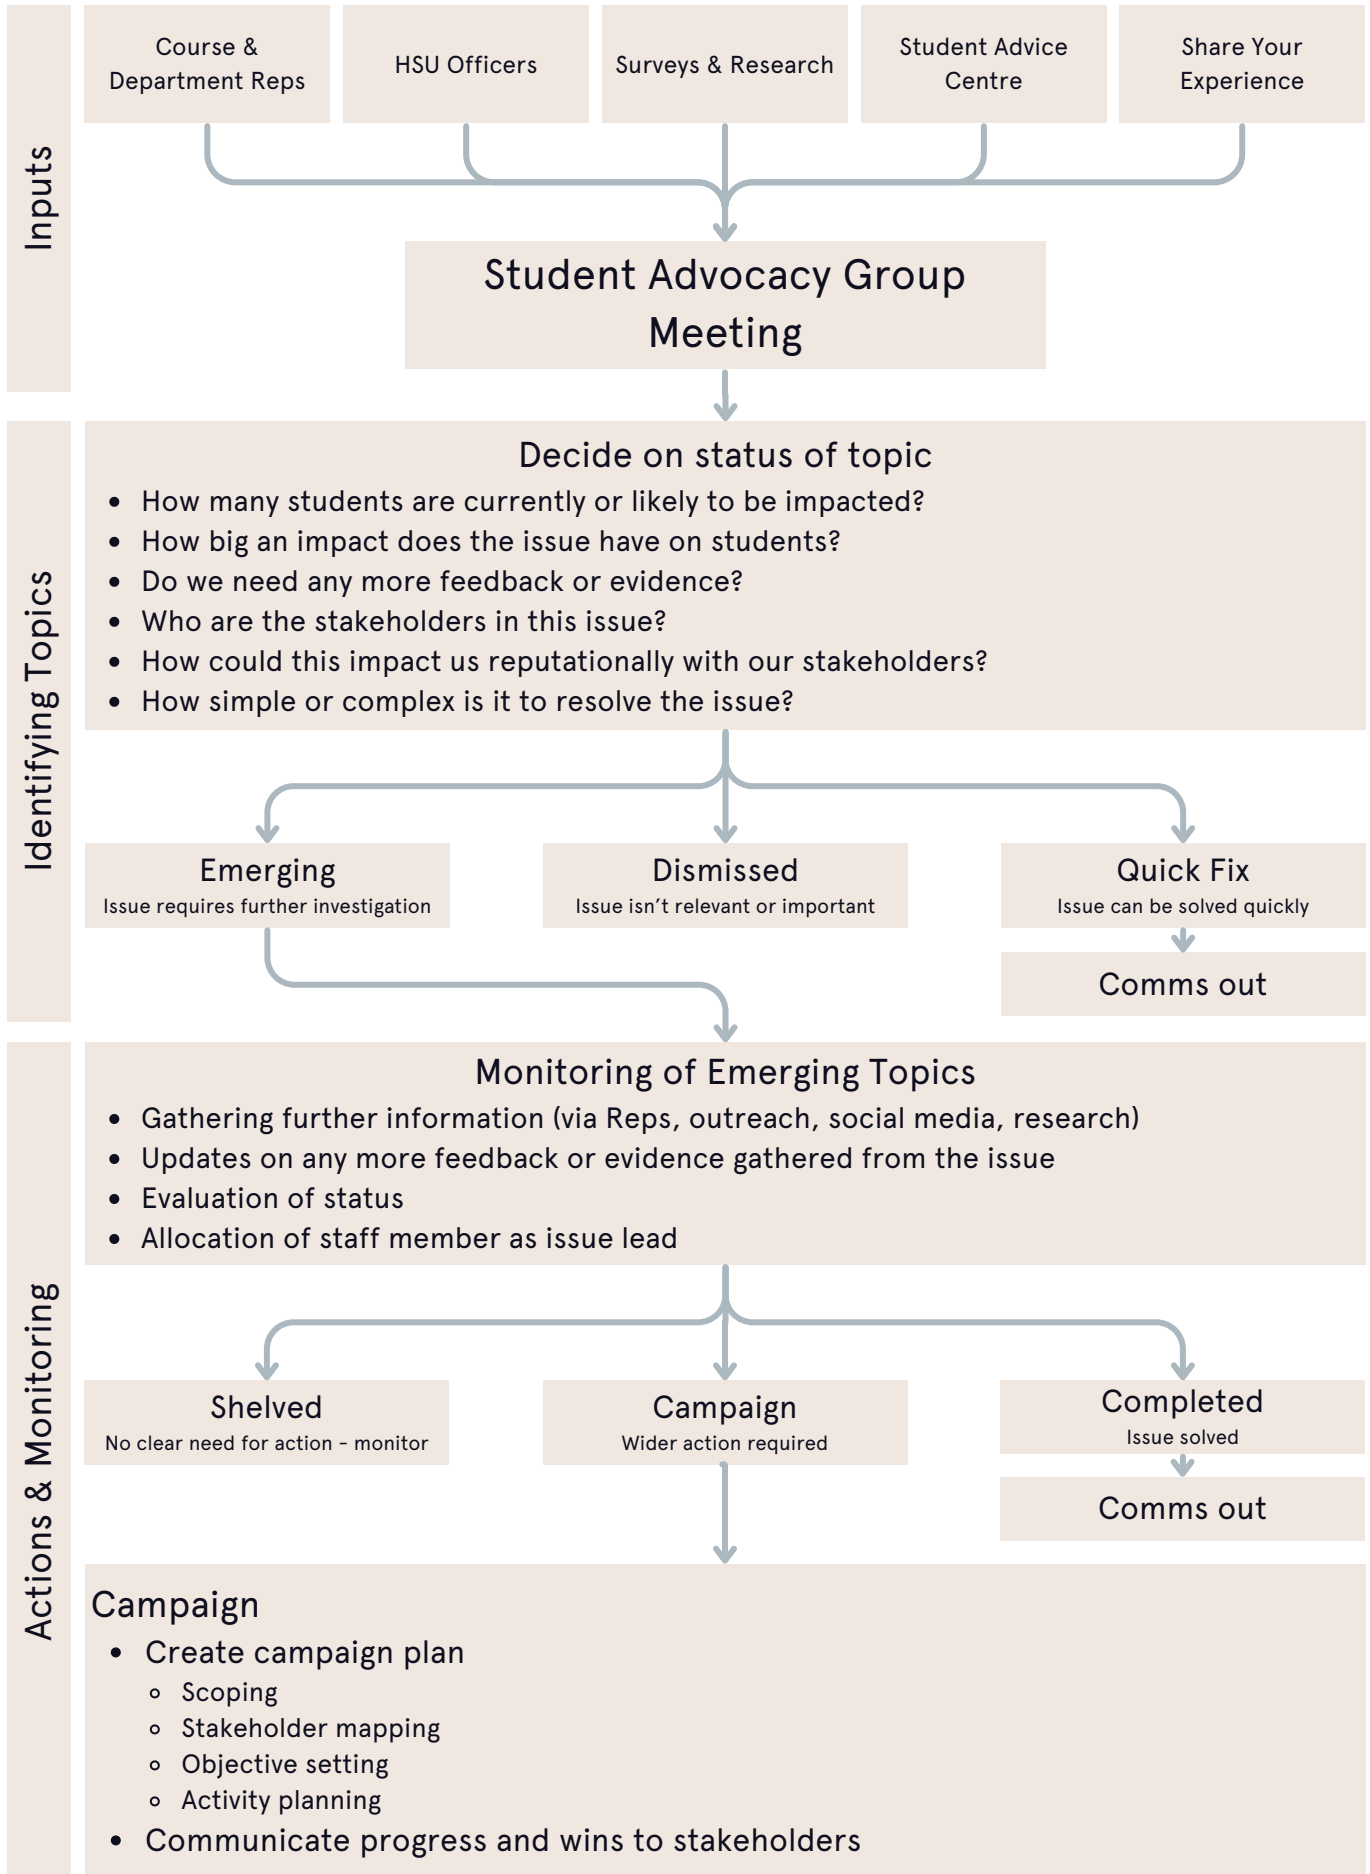 Inputs
Course &
Department Reps
HSU Officers
Surveys & Research
Student Advice
Centre
Share Your
Experience
Student Advocacy Group
Meeting
Identifying Topics
Decide on status of topic
• How many students are currently or likely to be impacted?
• How big an impact does the issue have on students?
• Do we need any more feedback or evidence?
• Who are the stakeholders in this issue?
• How could this impact us reputationally with our stakeholders?
• How simple or complex is it to resolve the issue?
Emerging
Issue requires further investigation
Dismissed
Issue isn't relevant or important
Quick Fix
Issue can be solved quickly
Comms out
Actions & Monitoring
Monitoring of Emerging Topics
• Gathering further information (via Reps, outreach, social media, research)
• Updates on any more feedback or evidence gathered from the issue
• Evaluation of status
• Allocation of staff member as issue lead
Shelved
No clear need for action - monitor
Campaign
Wider action required
Completed
Issue solved
Comms out
Campaign
• Create campaign plan
◦ Scoping
◦ Stakeholder mapping
◦ Objective setting
◦ Activity planning
• Communicate progress and wins to stakeholders